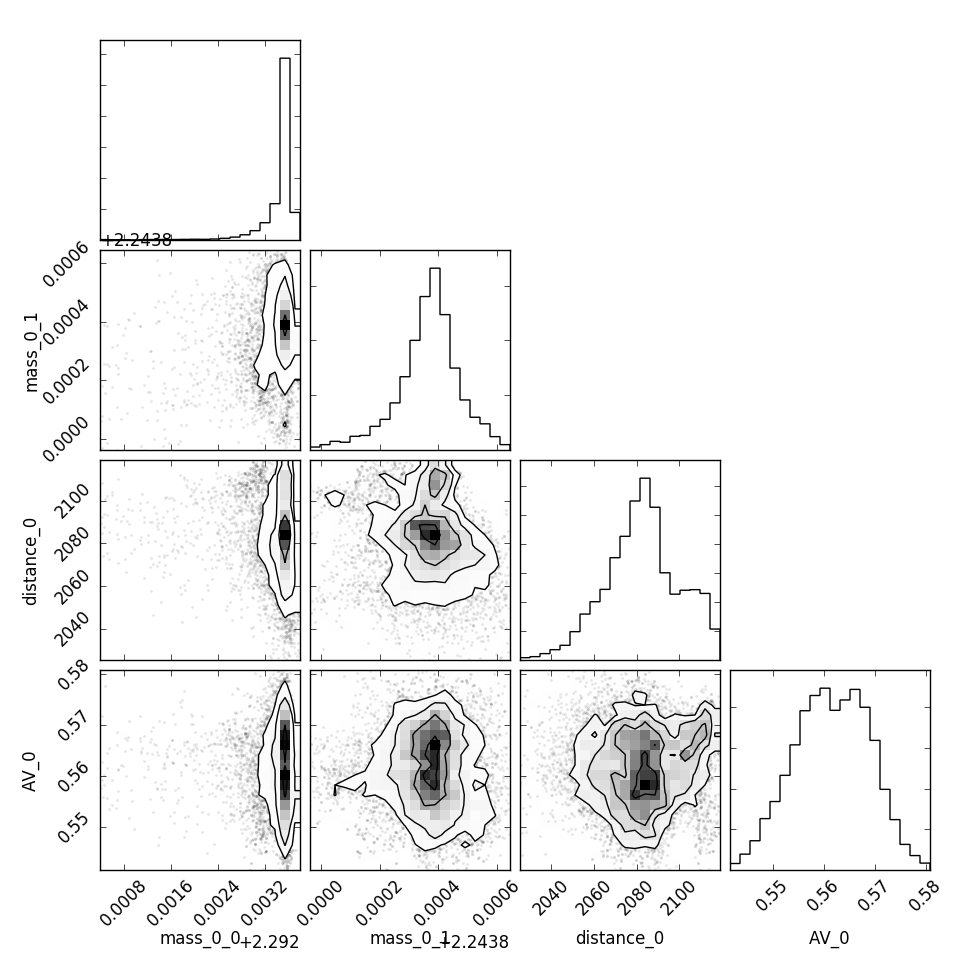 +2.2438
0.0006
0.0004
0.0002
0.0000
mass_0_1
2100
2080
2060
2040
distance_0
0.58
0.57
0.56
0.55
AV_0
0.0008 0.0016 0.0024 0.0032
0.0000 0.0002 0.0004 0.0006
2040 2060 2080 2100
0.55 0.56 0.57 0.58
mass_0_0 +2.292
mass_0_1 +2.2438
distance_0
AV_0